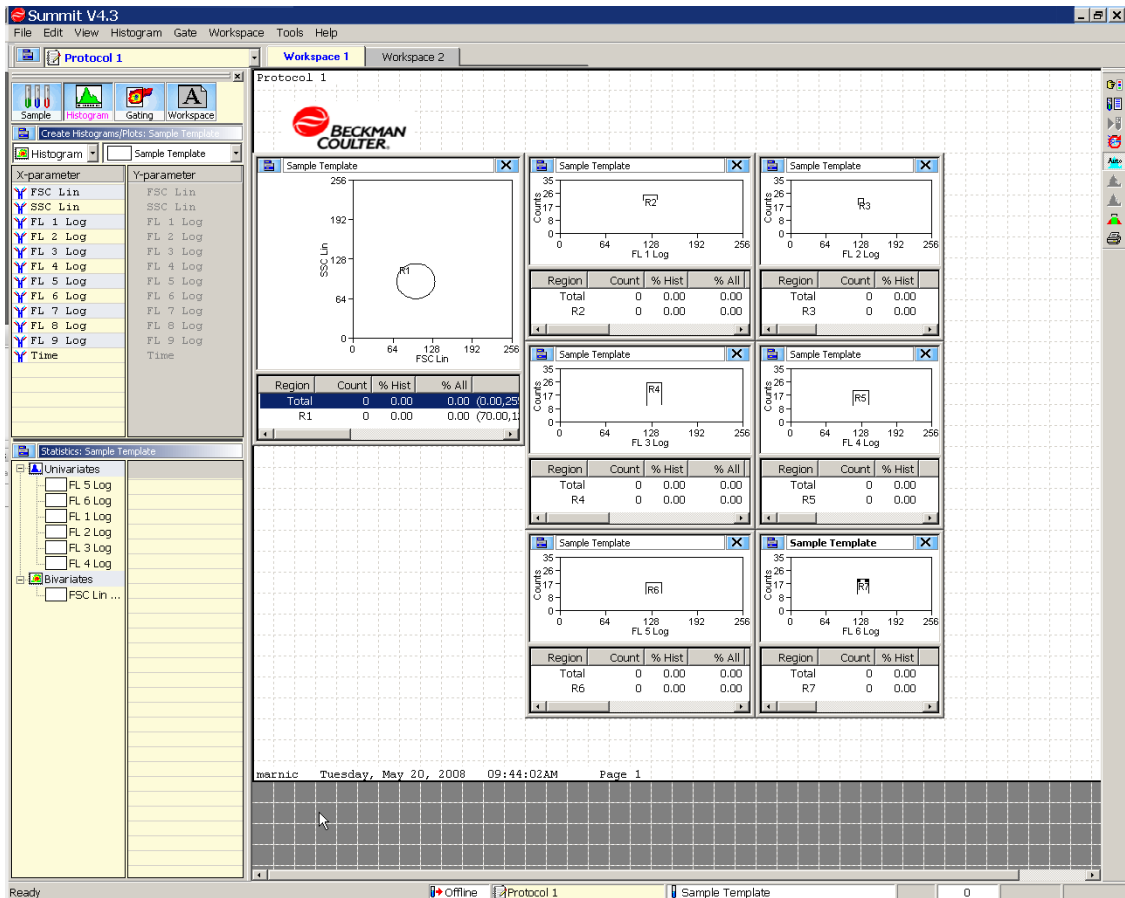 Summit V4.3
File Edit View Histogram Gate Workspace Tools Help
Protocol 1
Workspace 1 Workspace 2
Sample Histogram Gating Workspace
Create Histograms/Plots: Sample Template
Histogram Sample Template
X-parameter Y-parameter
FSC Lin FSC Lin
SSC Lin SSC Lin
FL 1 Log FL 1 Log
FL 2 Log FL 2 Log
FL 3 Log FL 3 Log
FL 4 Log FL 4 Log
FL 5 Log FL 5 Log
FL 6 Log FL 6 Log
FL 7 Log FL 7 Log
FL 8 Log FL 8 Log
FL 9 Log FL 9 Log
Time Time
Statistics: Sample Template
Univariates
FL 5 Log
FL 6 Log
FL 1 Log
FL 2 Log
FL 3 Log
FL 4 Log
Bivariates
FSC Lin ...
Protocol 1
BECKMAN
COULTER.
Sample Template
256
192
128
64
0
SSC Lin
R1
0 64 128 192 256
FSC Lin
Region Count % Hist % All
Total 0 0.00 0.00 (0.00,25
R1 0 0.00 0.00 (70.00,1
Sample Template
35
26
17
8
0
Counts
R2
0 64 128 192 256
FL 1 Log
Region Count % Hist % All
Total 0 0.00 0.00
R2 0 0.00 0.00
Sample Template
35
26
17
8
0
Counts
R3
0 64 128 192 256
FL 2 Log
Region Count % Hist
Total 0 0.00
R3 0 0.00
Sample Template
35
26
17
8
0
Counts
R4
0 64 128 192 256
FL 3 Log
Region Count % Hist % All
Total 0 0.00 0.00
R4 0 0.00 0.00
Sample Template
35
26
17
8
0
Counts
R5
0 64 128 192 256
FL 4 Log
Region Count % Hist
Total 0 0.00
R5 0 0.00
Sample Template
35
26
17
8
0
Counts
R6
0 64 128 192 256
FL 5 Log
Region Count % Hist % All
Total 0 0.00 0.00
R6 0 0.00 0.00
Sample Template
35
26
17
8
0
Counts
R7
0 64 128 192 256
FL 6 Log
Region Count % Hist
Total 0 0.00
R7 0 0.00
marnic Tuesday, May 20, 2008 09:44:02AM Page 1
Auto
Ready Offline Protocol 1 Sample Template 0